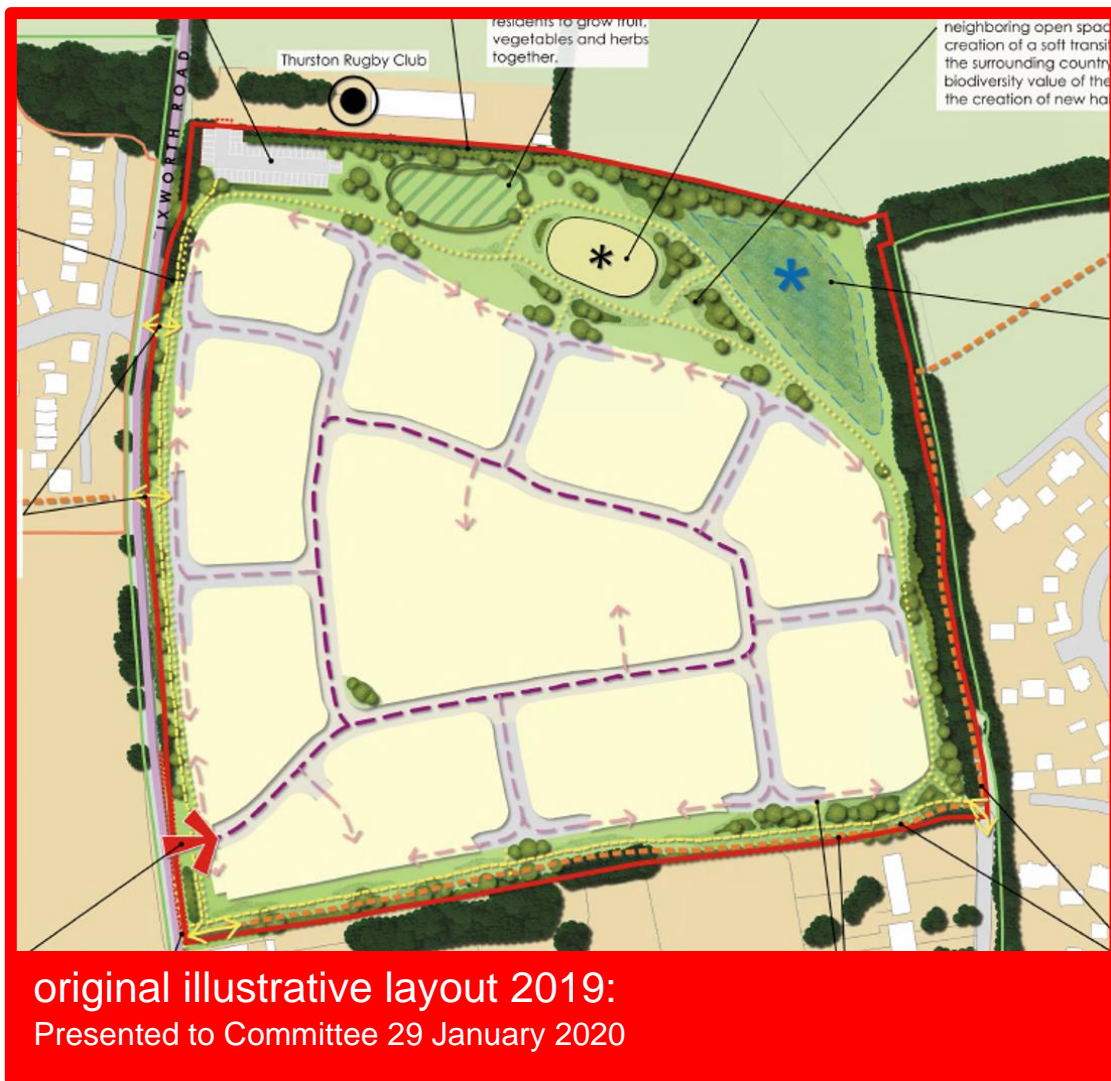 residents to grow fruit,
vegetables and herbs
together.
neighboring open spac
creation of a soft transit
the surrounding country
biodiversity value of the
the creation of new ha
Thurston Rugby Club
IXWORTH ROAD
*
*
original illustrative layout 2019:
Presented to Committee 29 January 2020